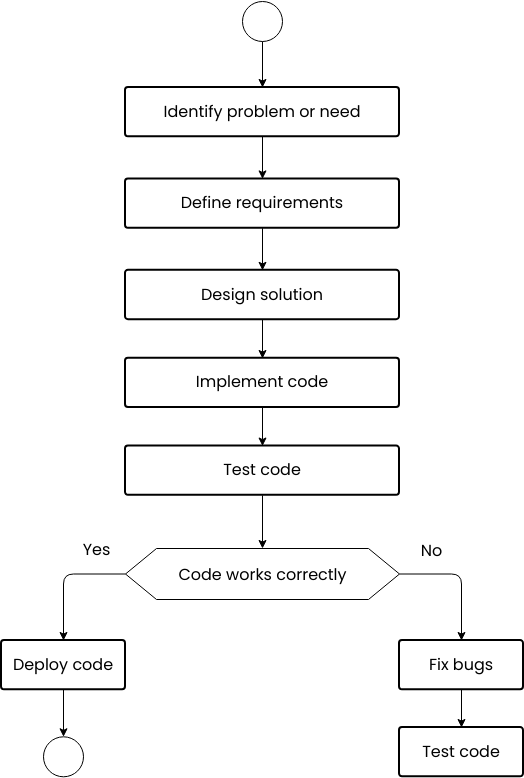 Identify problem or need
Define requirements
Design solution
Implement code
Test code
Yes
No
Code works correctly
Deploy code
Fix bugs
Test code